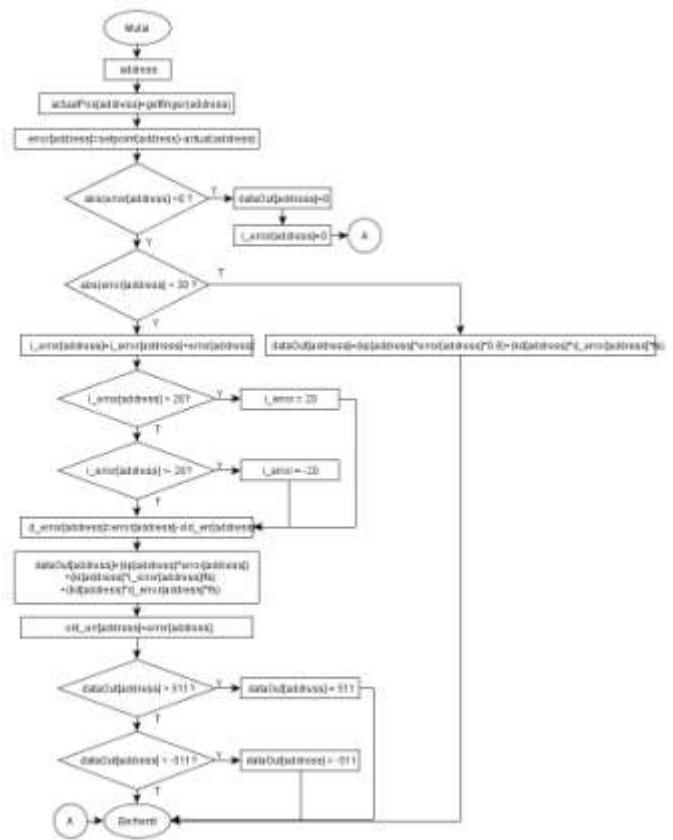 Mulai
address
actualPos[address]=getfinger(address)
error[address]=setpoint[address]-actual[address]
abs(error[address]) =0 ?
Y
dataOut[address]=0
i_error[address]=0
A
Y
abs(error[address] < 30 ?
T
Y
i_error[address]=i_error[address]+error[address]
i_error[address] > 20?
Y
i_error = 20
T
i_error[address] >- 20?
Y
i_error = -20
T
d_error[address]=error[address]-old_err[address]
dataOut[address]=(kp[address]*error[address])
+(ki[address]*i_error[address]/fs)
+(kd[address]*d_error[address]*fs)
old_err[address]=error[address]
dataOut[address] > 511 ?
Y
dataOut[address] = 511
T
dataOut[address] < -511 ?
Y
dataOut[address] = -511
T
A